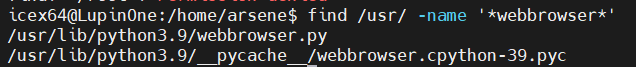 icex64@LupinOne:/home/arsene$ find /usr/ -name '*webbrowser*'
/usr/lib/python3.9/webbrowser.py
/usr/lib/python3.9/__pycache__/webbrowser.cpython-39.pyc